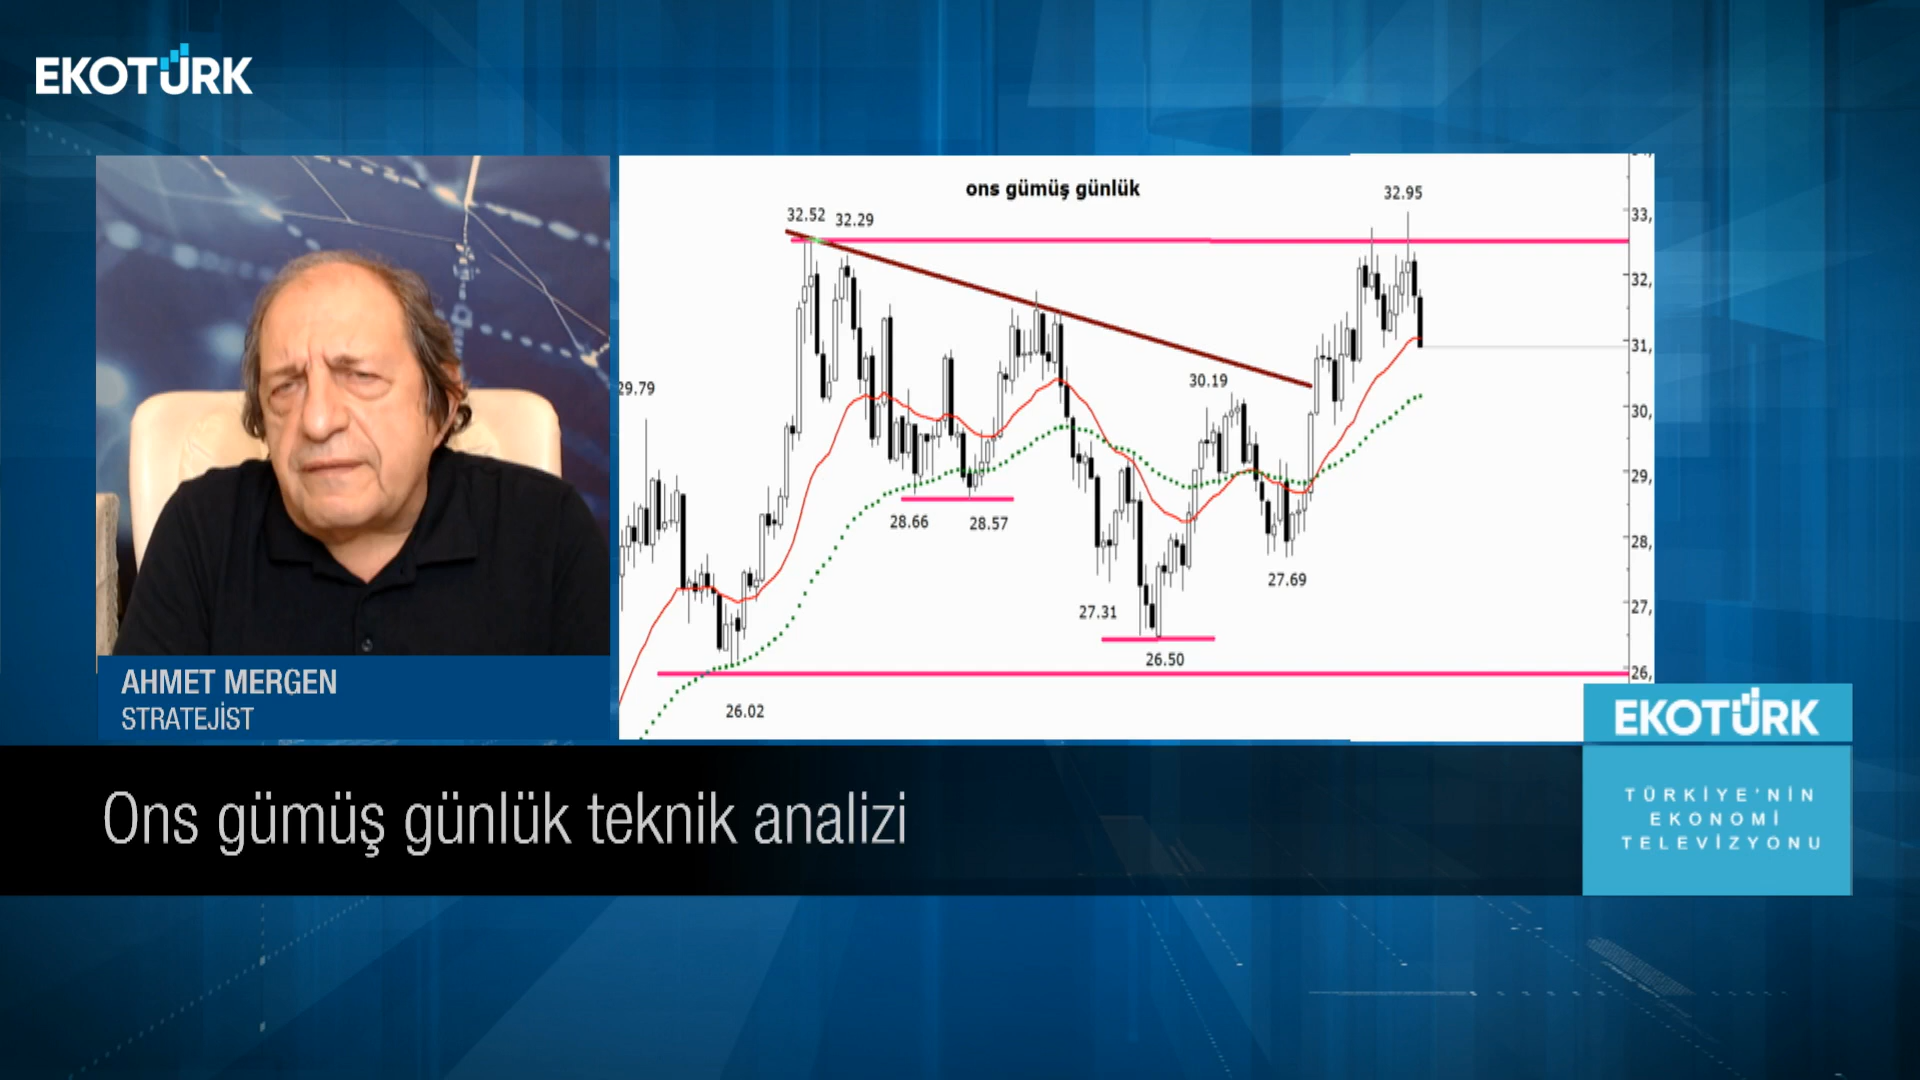 EKOTÜRK
ons gümüş günlük
32.95
32.52
32.29
33,
32,
31,
30.19
29.79
30,
29,
28.66
28.57
28,
27.69
27.31
27,
26.50
26,
26.02
AHMET MERGEN
STRATEJİST
EKOTÜRK
Ons gümüş günlük teknik analizi
TÜRKİYE'NİN
EKONOMİ
TELEVİZYONU